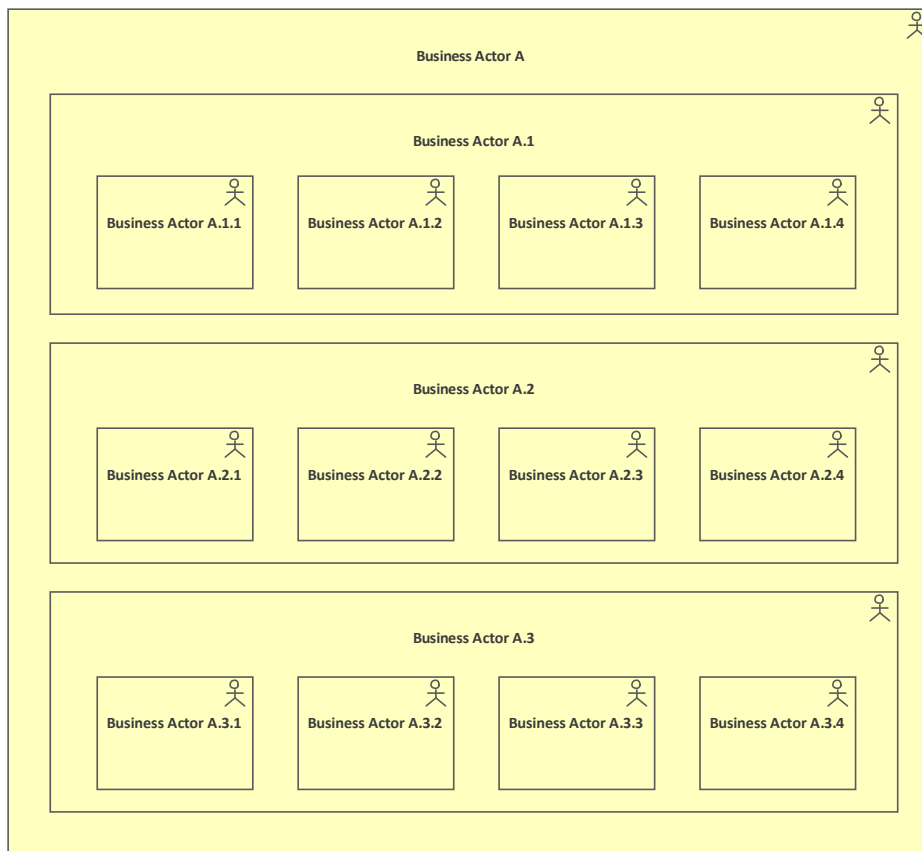 Business Actor A
Business Actor A.1
Business Actor A.1.1
Business Actor A.1.2
Business Actor A.1.3
Business Actor A.1.4
Business Actor A.2
Business Actor A.2.1
Business Actor A.2.2
Business Actor A.2.3
Business Actor A.2.4
Business Actor A.3
Business Actor A.3.1
Business Actor A.3.2
Business Actor A.3.3
Business Actor A.3.4